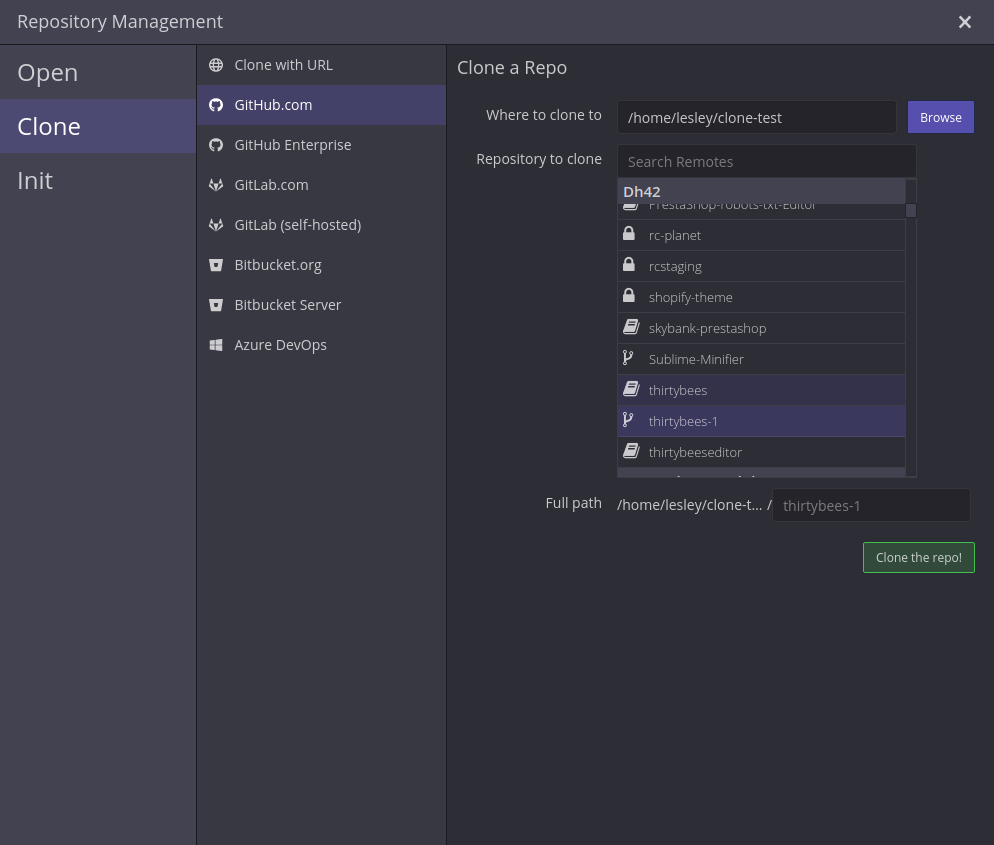 Repository Management
Open
Clone
Init
Clone with URL
GitHub.com
GitHub Enterprise
GitLab.com
GitLab (self-hosted)
Bitbucket.org
Bitbucket Server
Azure DevOps
Clone a Repo
Where to clone to
/home/lesley/clone-test
Browse
Repository to clone
Search Remotes
Dh42
PrestaShop-robots-txt-Editor
rc-planet
rcstaging
shopify-theme
skybank-prestashop
Sublime-Minifier
thirtybees
thirtybees-1
thirtybeeseditor
Full path
/home/lesley/clone-t... /
thirtybees-1
Clone the repo!